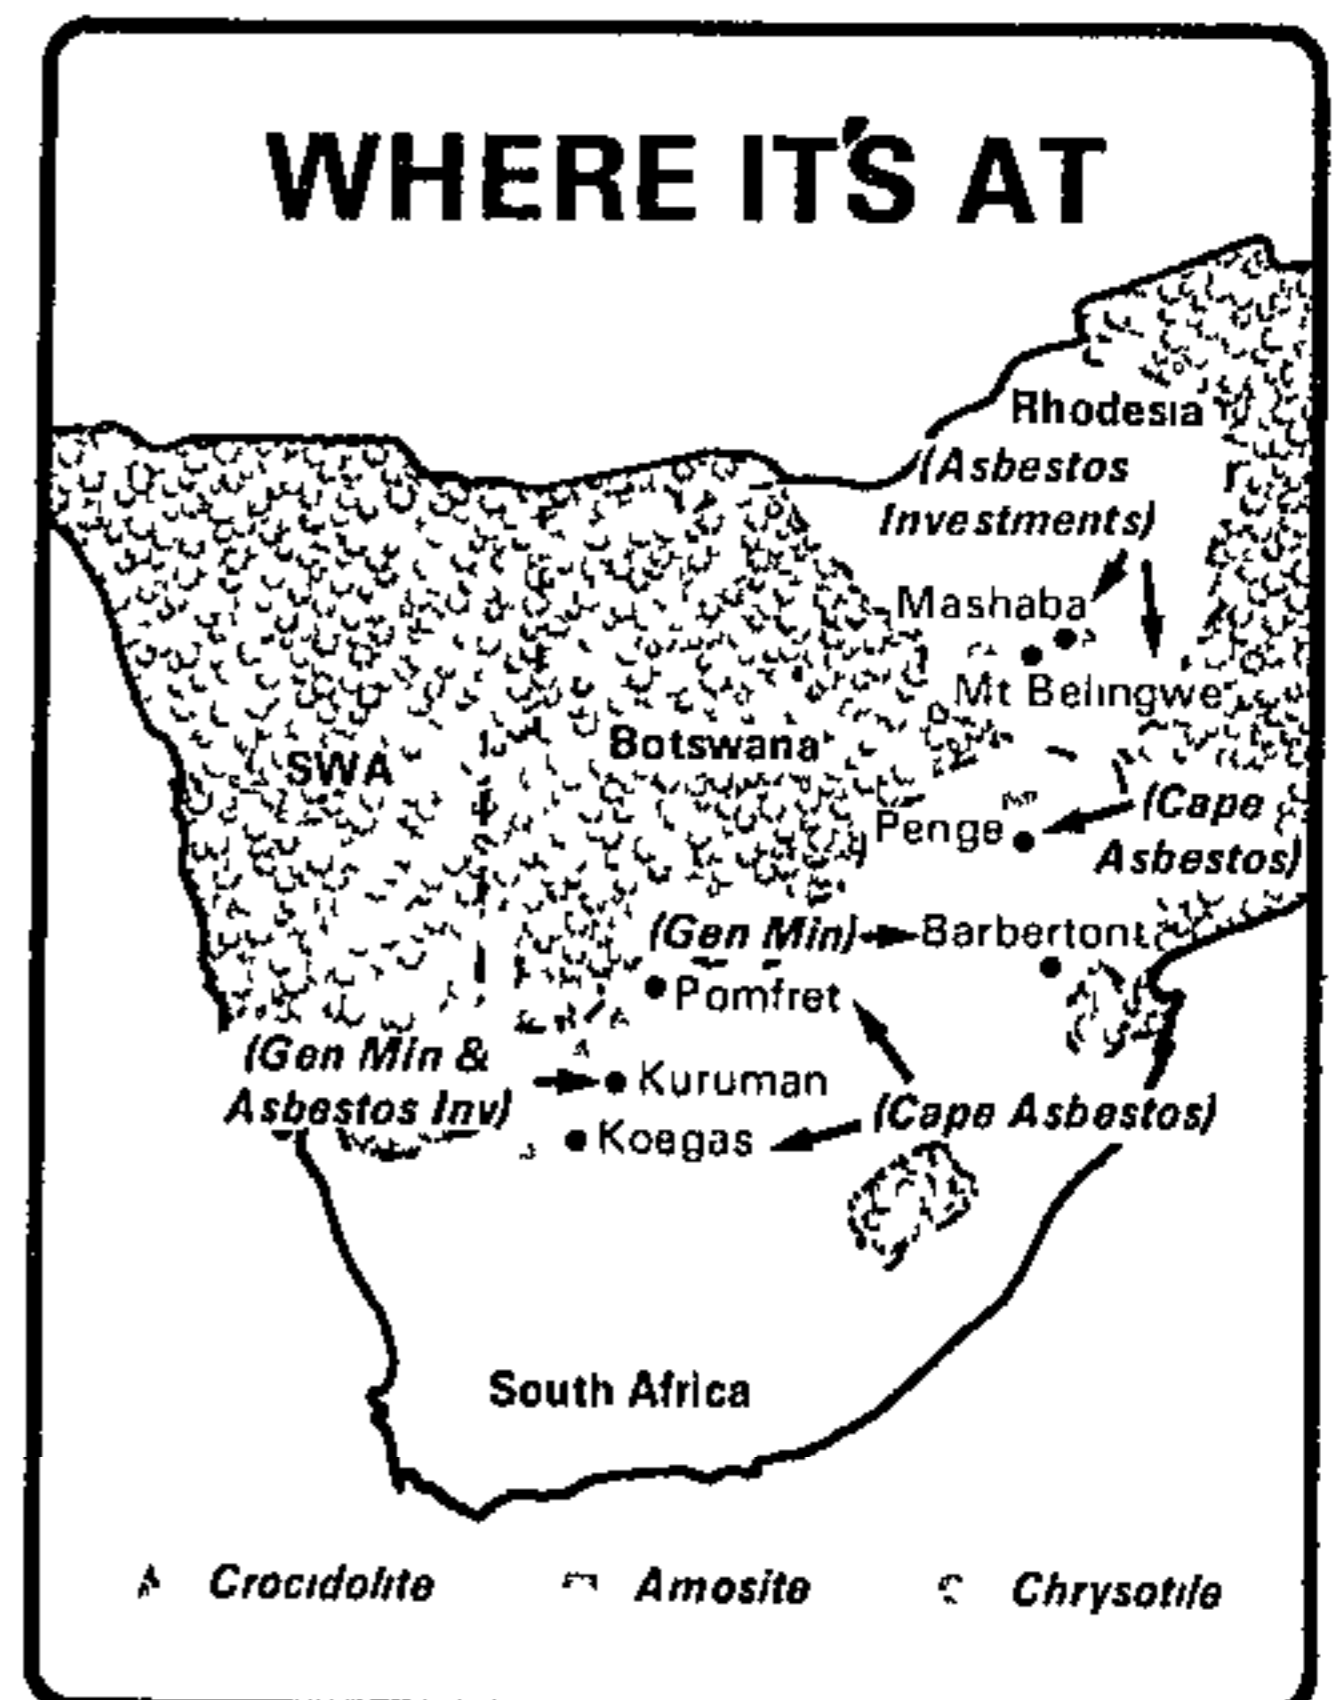 WHERE IT'S AT
Rhodesia
(Asbestos
Investments)
Mashaba
Mt Belingwe
Botswana
SWA
(Cape
Asbestos)
Penge
(Gen Min)
Barberton
Pomfret
(Gen Min &
Asbestos Inv)
Kuruman
(Cape Asbestos)
Koegas
South Africa
Crocidolite Amosite Chrysotile